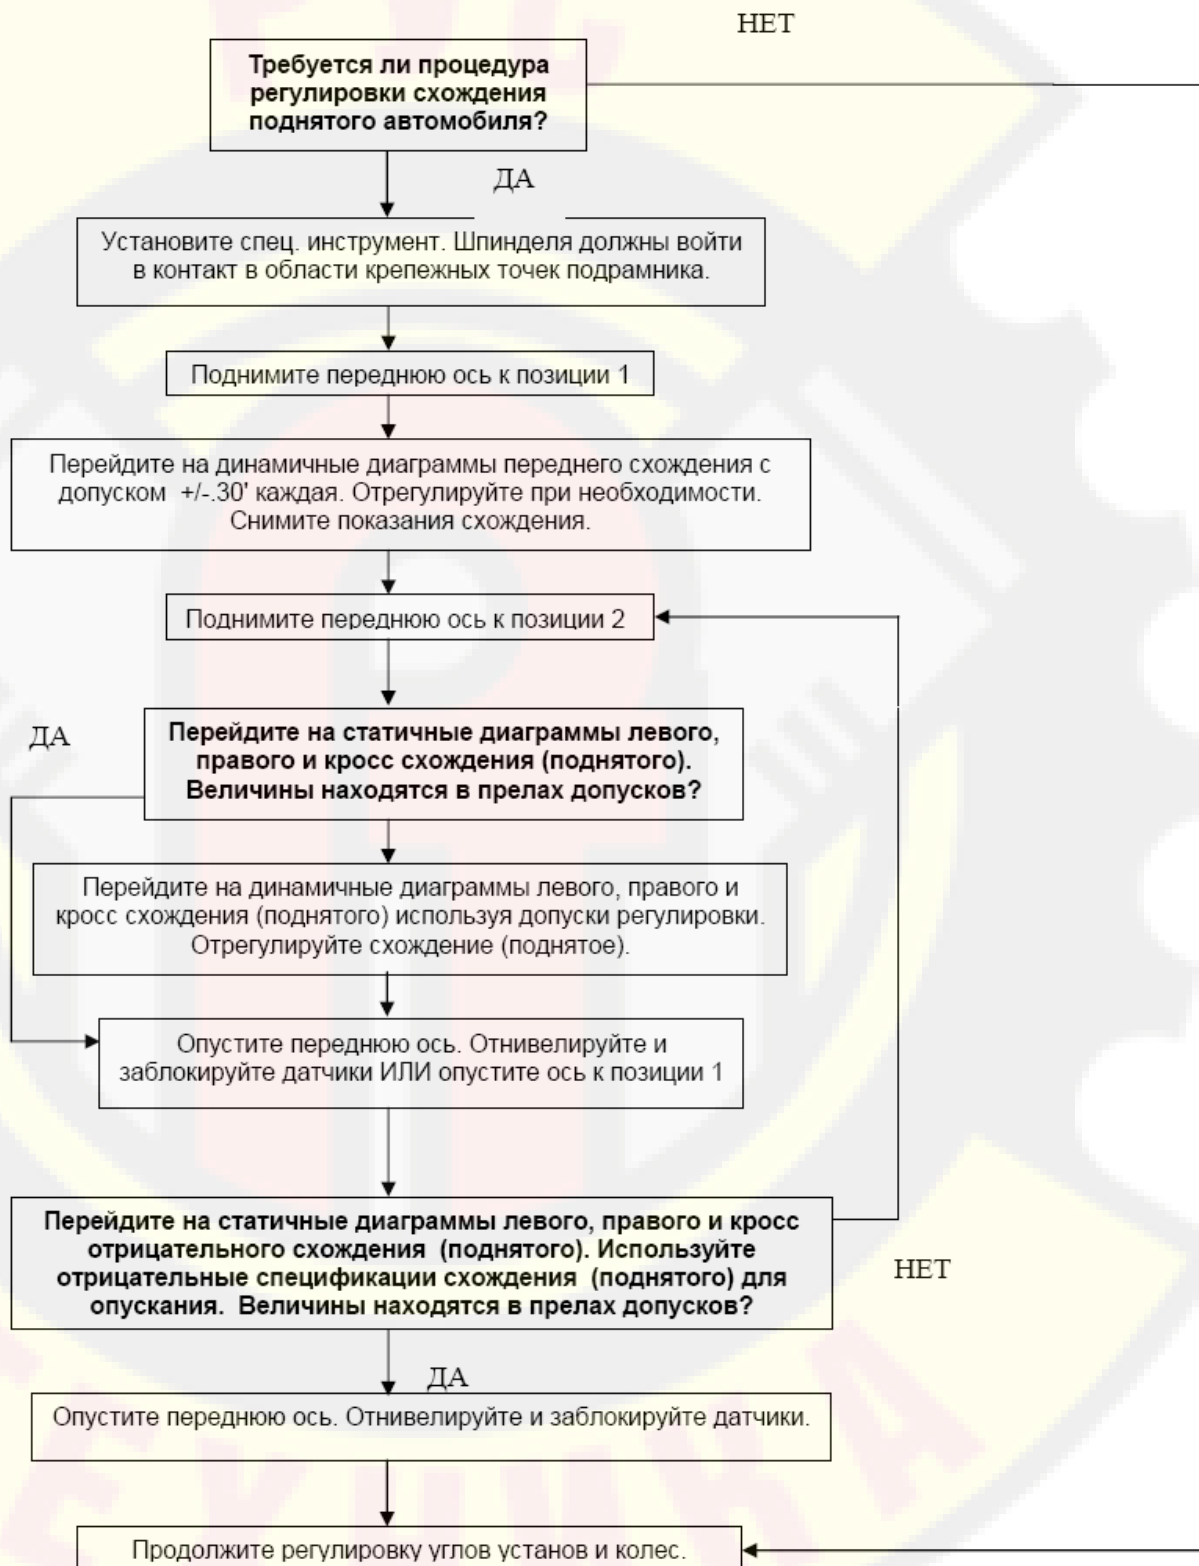 НЕТ
Требуется ли процедура
регулировки схождения
поднятого автомобиля?
ДА
Установите спец. инструмент. Шпинделя должны войти
в контакт в области крепежных точек подрамника.
Поднимите переднюю ось к позиции 1
Перейдите на динамичные диаграммы переднего схождения с
допуском +/-.30' каждая. Отрегулируйте при необходимости.
Снимите показания схождения.
Поднимите переднюю ось к позиции 2
ДА
Перейдите на статичные диаграммы левого,
правого и кросс схождения (поднятого).
Величины находятся в прелах допусков?
Перейдите на динамичные диаграммы левого, правого и
кросс схождения (поднятого) используя допуски регулировки.
Отрегулируйте схождение (поднятое).
Опустите переднюю ось. Отнивелируйте и
заблокируйте датчики ИЛИ опустите ось к позиции 1
Перейдите на статичные диаграммы левого, правого и кросс
отрицательного схождения (поднятого). Используйте
отрицательные спецификации схождения (поднятого) для
опускания. Величины находятся в прелах допусков?
НЕТ
ДА
Опустите переднюю ось. Отнивелируйте и заблокируйте датчики.
Продолжите регулировку углов установ и колес.